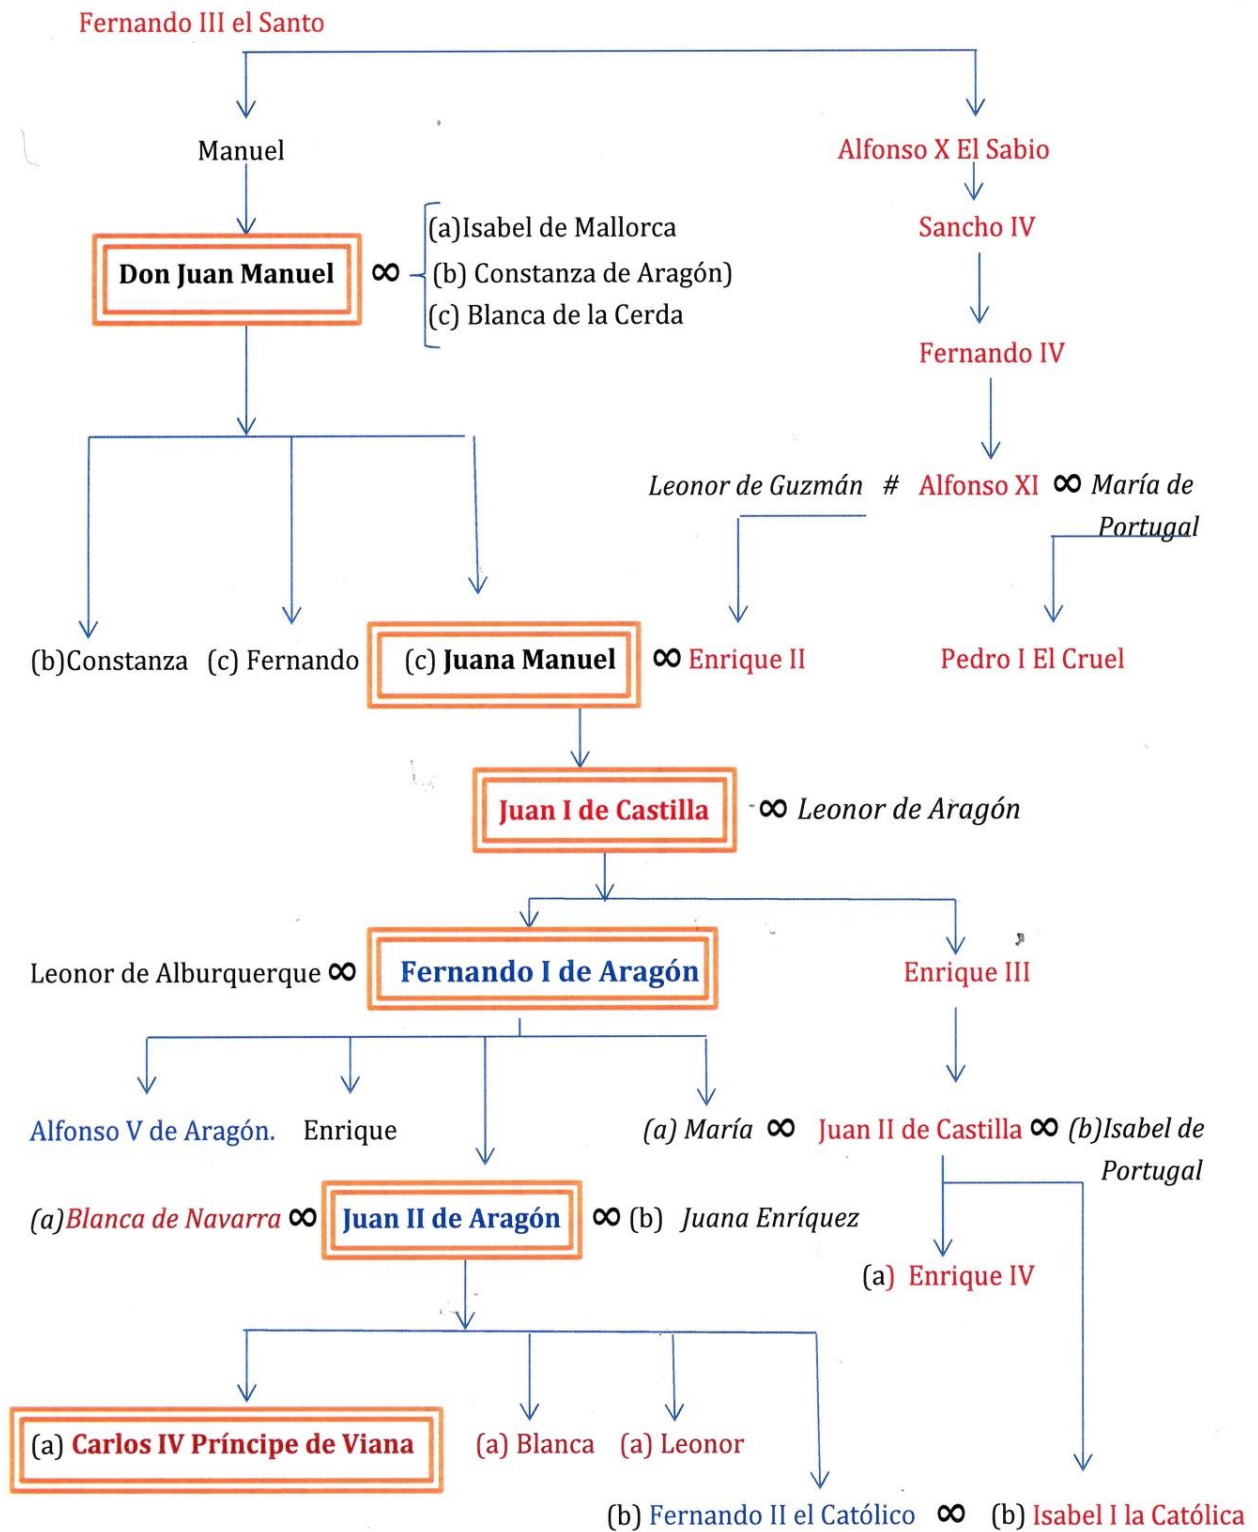 Fernando III el Santo
Manuel
Alfonso X El Sabio
(a)Isabel de Mallorca
Sancho IV
Don Juan Manuel ∞ (b) Constanza de Aragón)
(c) Blanca de la Cerda
Fernando IV
Leonor de Guzmán # Alfonso XI ∞ María de
Portugal
(b)Constanza (c) Fernando (c) Juana Manuel ∞ Enrique II Pedro I El Cruel
Juan I de Castilla -∞ Leonor de Aragón
Leonor de Alburquerque ∞ Fernando I de Aragón Enrique III
Alfonso V de Aragón. Enrique (a) María ∞ Juan II de Castilla ∞ (b)Isabel de
Portugal
(a)Blanca de Navarra ∞ Juan II de Aragón ∞ (b) Juana Enríquez
(a) Enrique IV
(a) Carlos IV Príncipe de Viana (a) Blanca (a) Leonor
(b) Fernando II el Católico ∞ (b) Isabel I la Católica